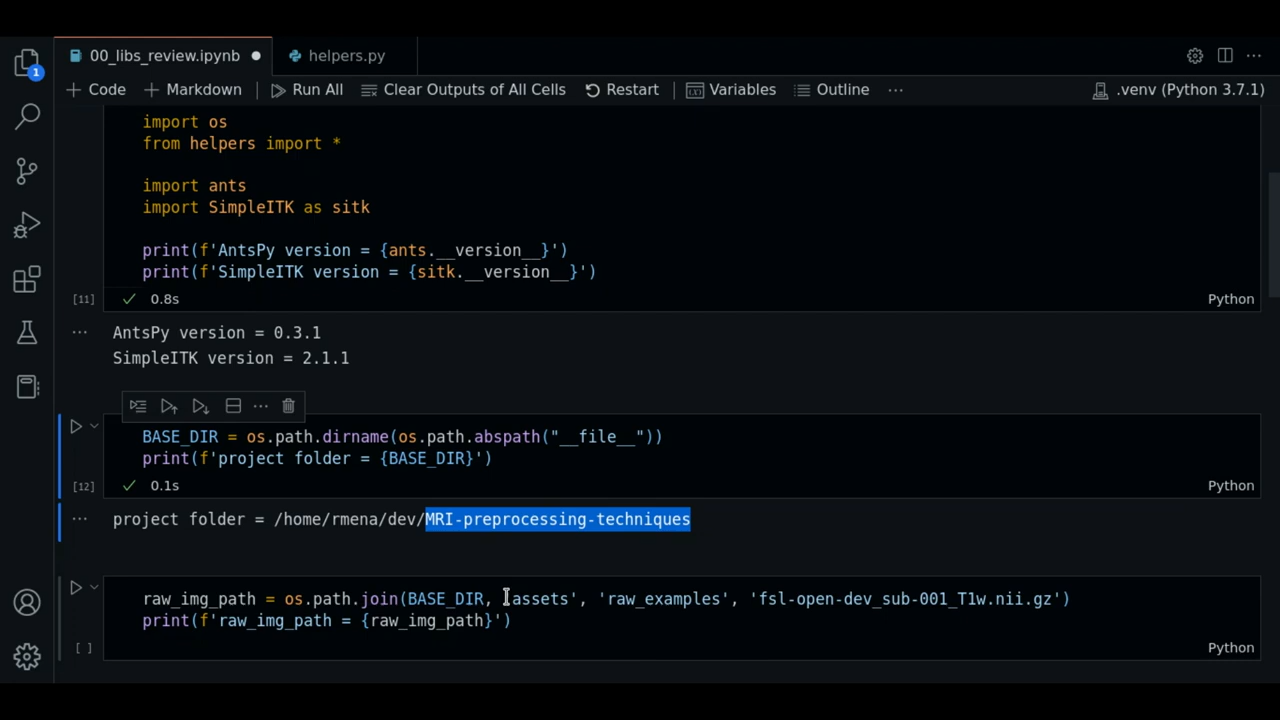 00_libs_review.ipynb
helpers.py
1
Code Markdown Run All Clear Outputs of All Cells Restart Variables Outline ... .venv (Python 3.7.1)
import os
from helpers import *
import ants
import SimpleITK as sitk
print(f'AntsPy version = {ants.__version__}')
print(f'SimpleITK version = {sitk.__version__}')
[11] 0.8s Python
AntsPy version = 0.3.1
SimpleITK version = 2.1.1
BASE_DIR = os.path.dirname(os.path.abspath("__file__"))
print(f'project folder = {BASE_DIR}')
[12] 0.1s Python
project folder = /home/rmena/dev/MRI-preprocessing-techniques
raw_img_path = os.path.join(BASE_DIR, 'assets', 'raw_examples', 'fsl-open-dev_sub-001_T1w.nii.gz')
print(f'raw_img_path = {raw_img_path}')
[ ] Python